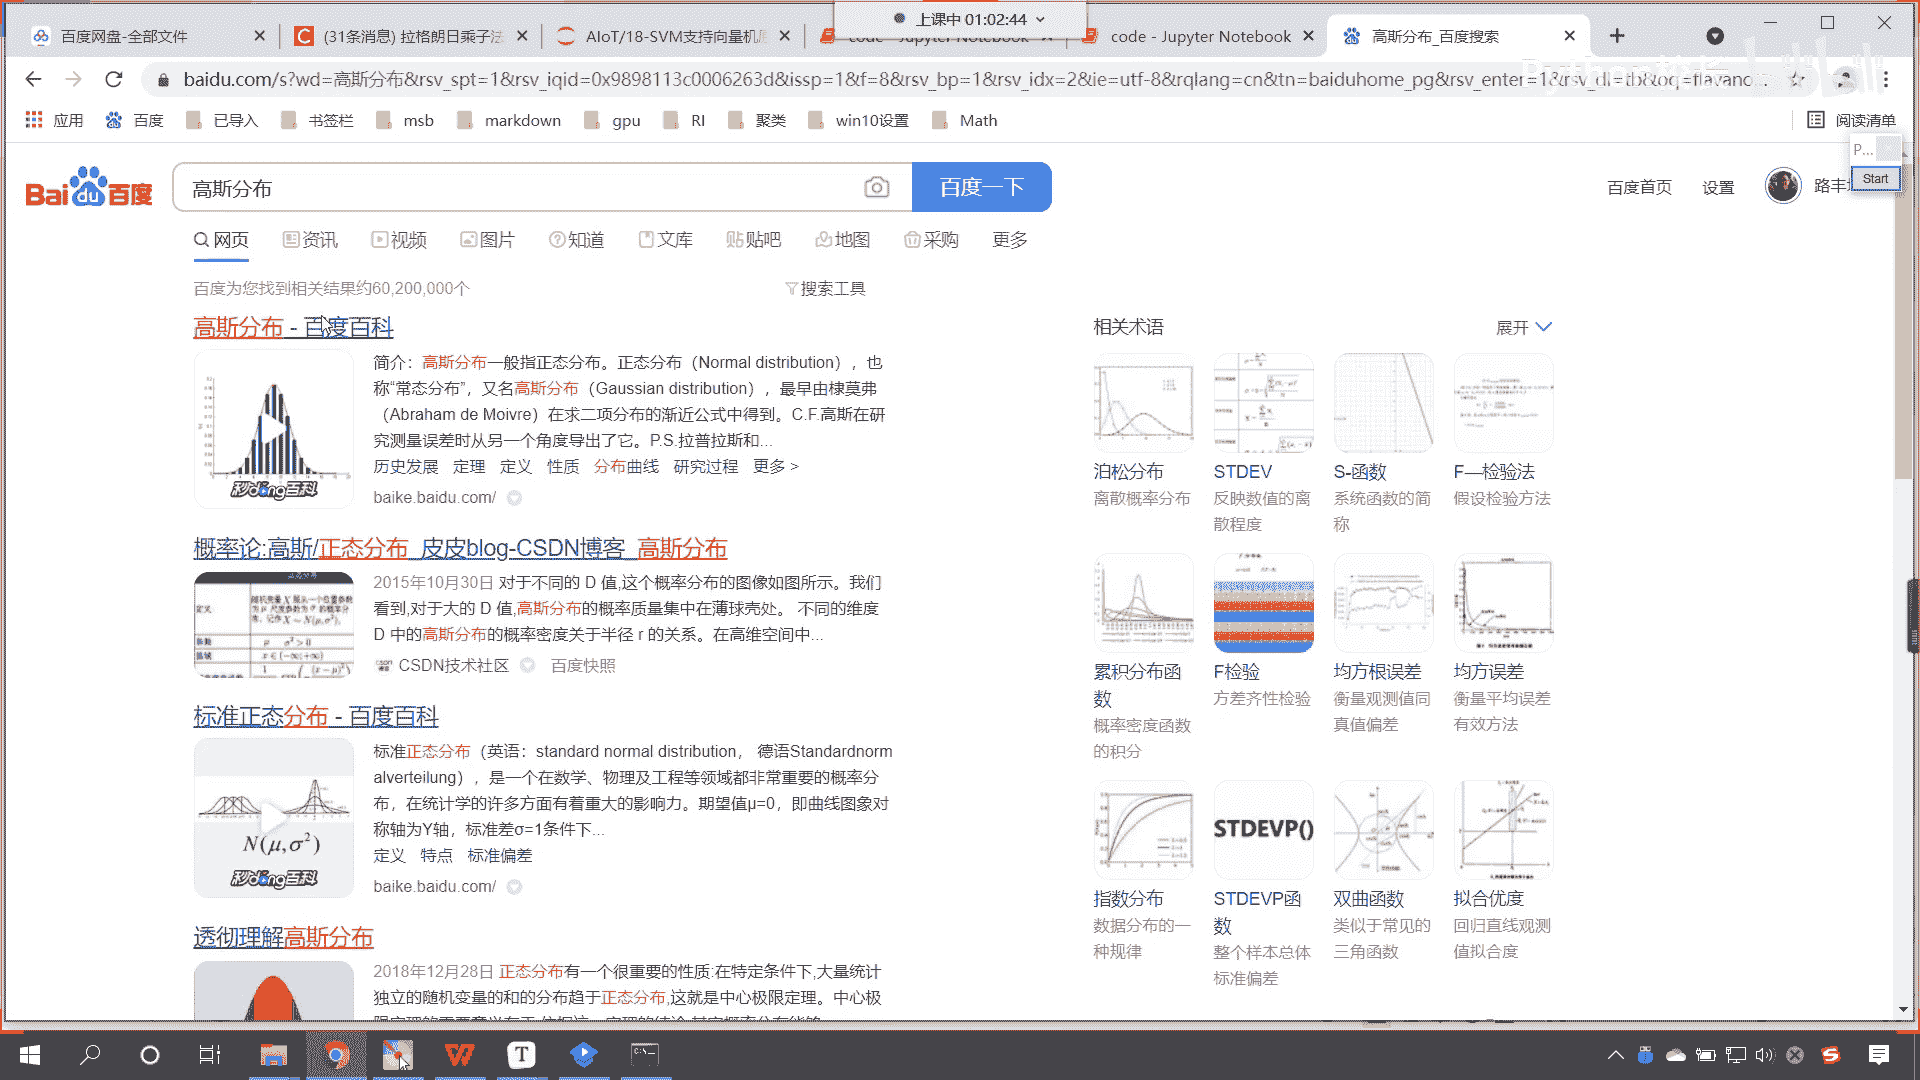 上课中 01:02:44
百度网盘-全部文件
(31条消息) 拉格朗日乘子法
AIoT/18-SVM支持向量机
code - Jupyter Notebook
code - Jupyter Notebook
高斯分布_百度搜索
baidu.com/s?wd=高斯分布&rsv_spt=1&rsv_iqid=0x9898113c0006263d&issp=1&f=8&rsv_bp=1&rsv_idx=2&ie=utf-8&rqlang=cn&tn=baiduhome_pg&rsv_enter=1&rsv_dl=tb&oq=flavanc...
应用 百度 已导入 书签栏 msb markdown gpu RI 聚类 win10设置 Math 阅读清单
P...
Start
Bai du 百度
高斯分布 百度一下
百度首页 设置 路丰
网页 资讯 视频 图片 知道 文库 贴吧 地图 采购 更多
百度为您找到相关结果约60,200,000个 搜索工具
高斯分布 - 百度百科
简介：高斯分布一般指正态分布。正态分布（Normal distribution），也
称“常态分布”，又名高斯分布（Gaussian distribution），最早由棣莫弗
（Abraham de Moivre）在求二项分布的渐近公式中得到。C.F.高斯在研
究测量误差时从另一个角度导出了它。P.S.拉普拉斯和...
历史发展 定理 定义 性质 分布曲线 研究过程 更多 >
秒懂百科
baike.baidu.com/
概率论:高斯/正态分布_皮皮blog-CSDN博客_高斯分布
2015年10月30日 对于不同的 D 值,这个概率分布的图像如图所示。我们
看到,对于大的 D 值,高斯分布的概率质量集中在薄球壳处。 不同的维度
D 中的高斯分布的概率密度关于半径 r 的关系。在高维空间中...
CSDN技术社区 百度快照
标准正态分布 - 百度百科
标准正态分布（英语：standard normal distribution， 德语Standardnorm
alverteilung），是一个在数学、物理及工程等领域都非常重要的概率分
布，在统计学的许多方面有着重大的影响力。期望值μ=0，即曲线图象对
称轴为Y轴，标准差σ=1条件下...
定义 特点 标准偏差
N(μ,σ²)
秒懂百科
baike.baidu.com/
透彻理解高斯分布
2018年12月28日 正态分布有一个很重要的性质:在特定条件下,大量统计
独立的随机变量的和的分布趋于正态分布,这就是中心极限定理。中心极
相关术语 展开
泊松分布 STDEV S-函数 F—检验法
离散概率分布 反映数值的离散程度 系统函数的简称 假设检验方法
累积分布函数 F检验 均方根误差 均方误差
概率密度函数的积分 方差齐性检验 衡量观测值同真值偏差 衡量平均误差有效方法
STDEVP()
指数分布 STDEVP函数 双曲函数 拟合优度
数据分布的一种规律 整个样本总体标准偏差 类似于常见的三角函数 回归直线观测值拟合度